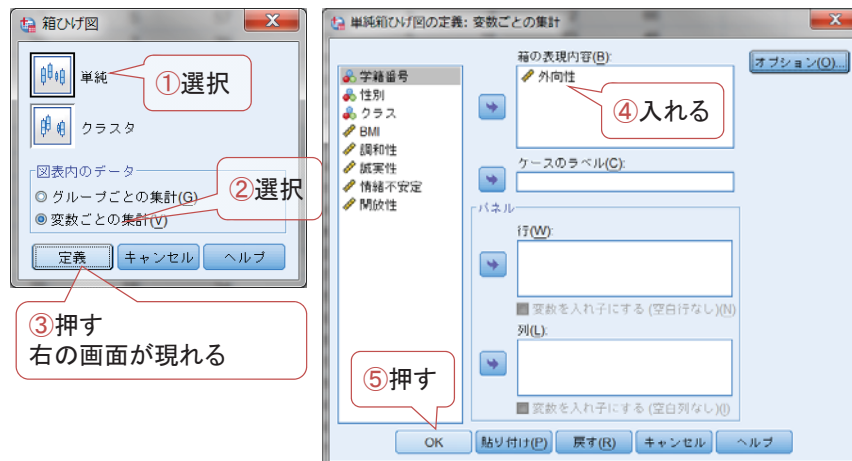 箱ひげ図
単純
①選択
クラスタ
図表内のデータ
グループごとの集計(G)
②選択
変数ごとの集計(V)
定義
キャンセル
ヘルプ
③押す
右の画面が現れる
単純箱ひげ図の定義: 変数ごとの集計
箱の表現内容(B):
オプション(O)...
学籍番号
性別
クラス
BMI
調和性
誠実性
情緒不安定
開放性
外向性
④入れる
ケースのラベル(C):
パネル
行(W):
変数を入れ子にする (空白行なし)(N)
列(L):
⑤押す
変数を入れ子にする (空白列なし)(I)
OK
貼り付け(P)
戻す(R)
キャンセル
ヘルプ